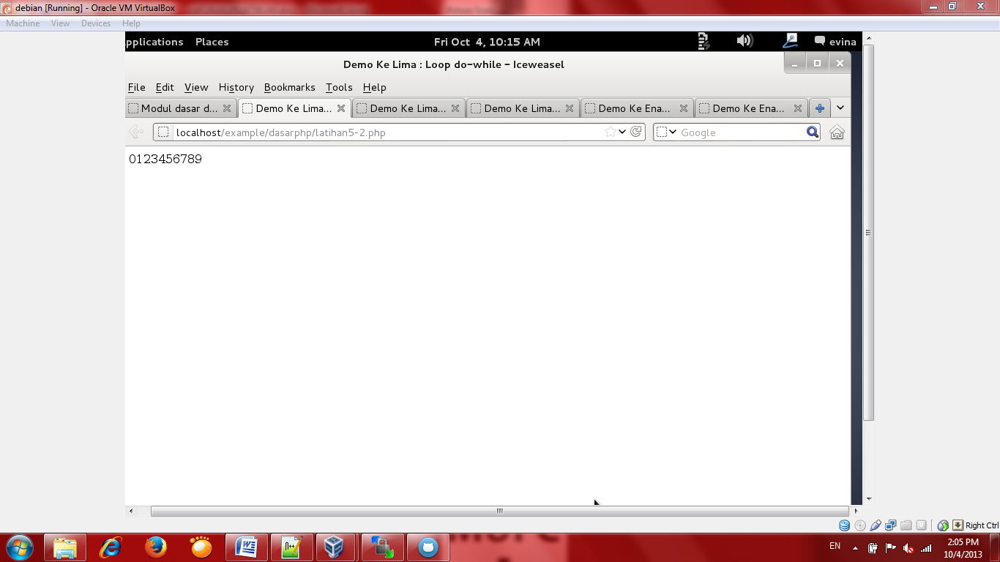 debian [Running] - Oracle VM VirtualBox
Machine View Devices Help
pplications Places Fri Oct 4, 10:15 AM evina
Demo Ke Lima : Loop do-while - Iceweasel
File Edit View History Bookmarks Tools Help
Modul dasar d... Demo Ke Lima... Demo Ke Lima... Demo Ke Lima... Demo Ke Ena... Demo Ke Ena...
localhost/example/dasarphp/latihan5-2.php Google
0123456789
Right Ctrl
EN 2:05 PM
10/4/2013